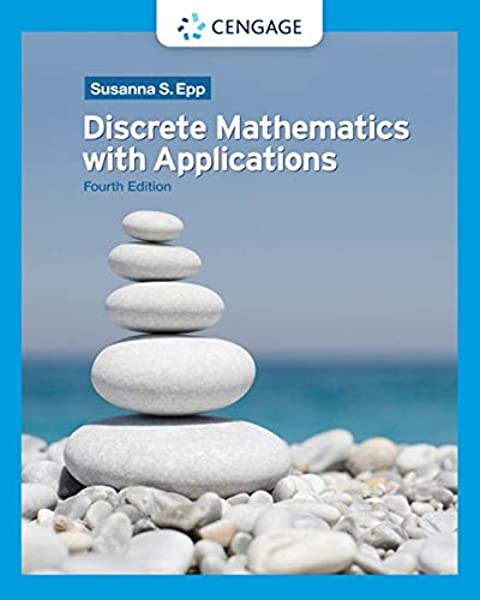 CENGAGE
Susanna S. Epp
Discrete Mathematics
with Applications
Fourth Edition